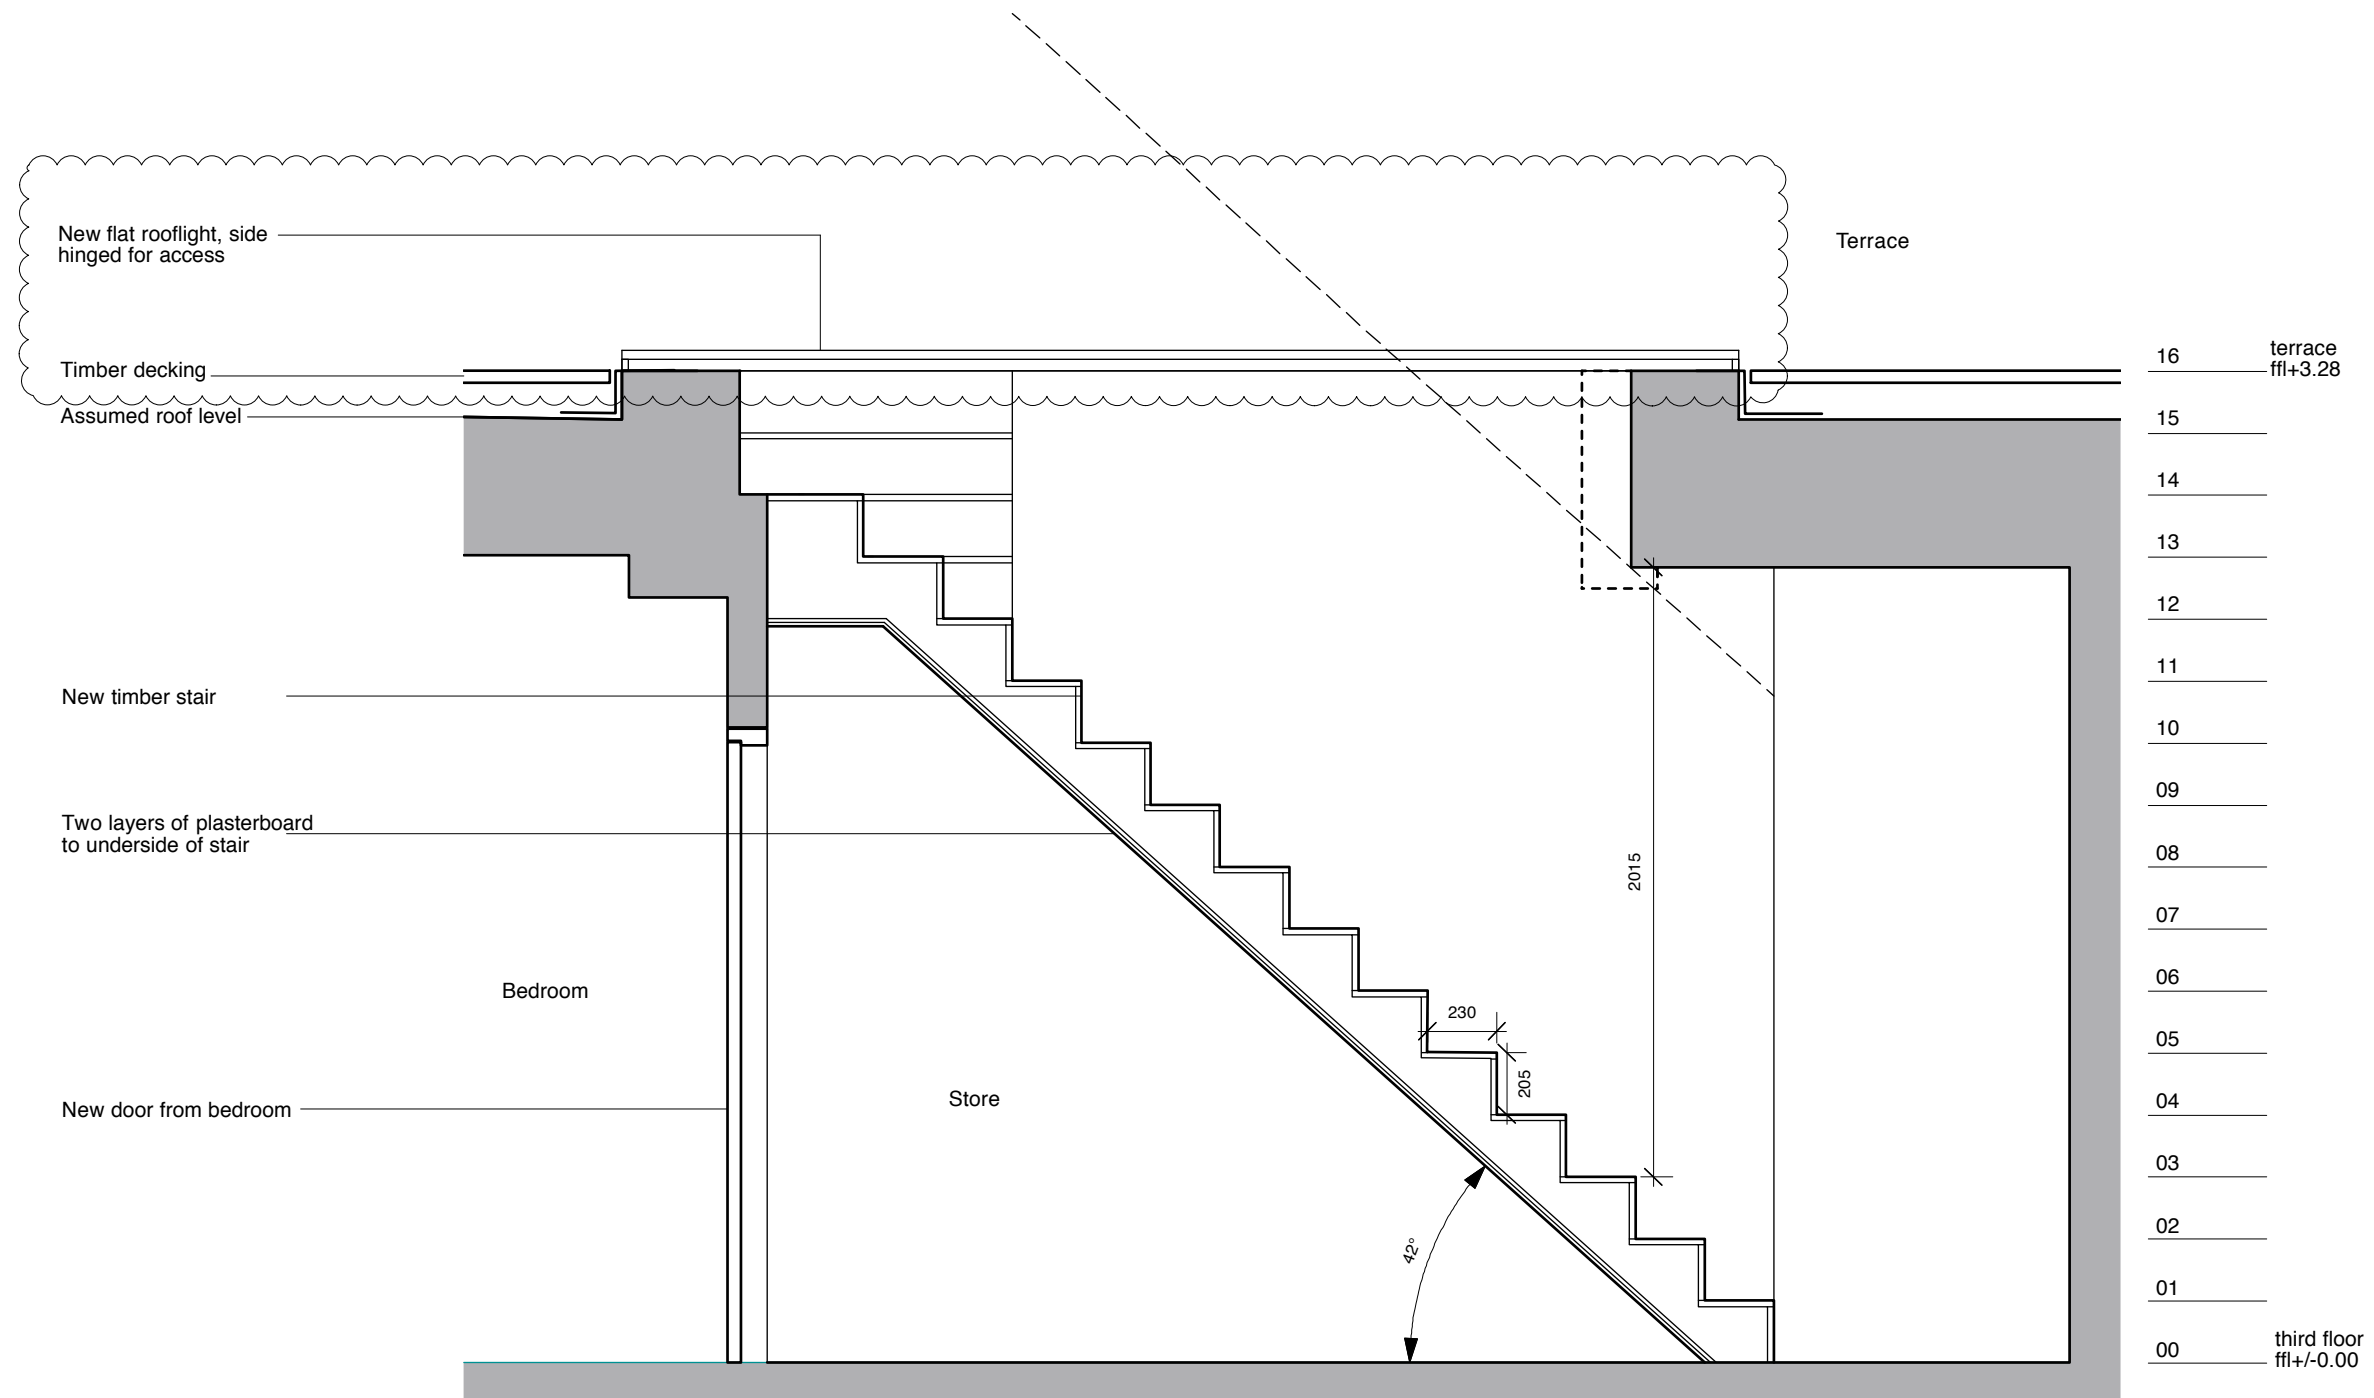 New flat rooflight, side
hinged for access
Terrace
Timber decking
Assumed roof level
New timber stair
Two layers of plasterboard
to underside of stair
Bedroom
Store
New door from bedroom
2015
230
205
42°
16
terrace
ffl+3.28
15
14
13
12
11
10
09
08
07
06
05
04
03
02
01
00
third floor
ffl+/-0.00